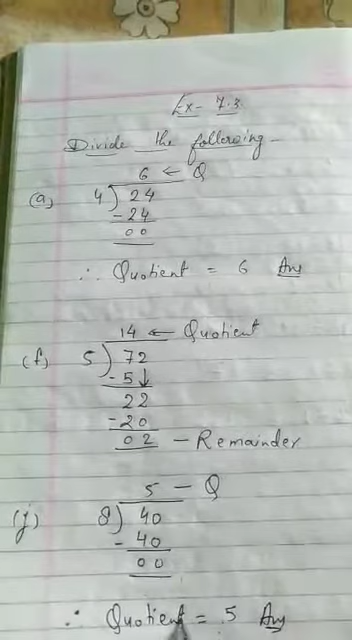 Ex- 7.3.
Divide the following-
6 ← Q
(a) 4) 24
-24
00
∴ Quotient = 6 Ans
14 ← Quotient
(f) 5) 72
-5↓
22
-20
02 - Remainder
5 - Q
(j) 8) 40
- 40
00
∴ Quotient = 5 Ans